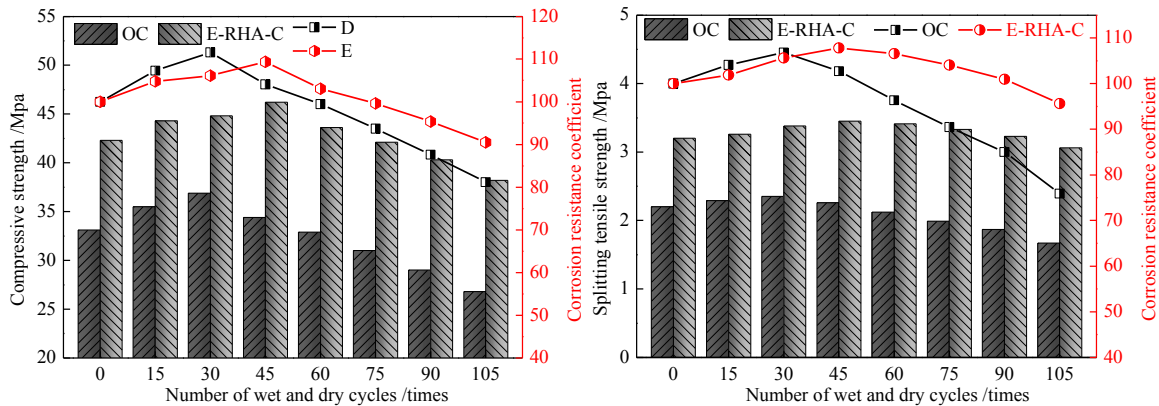 OC E-RHA-C D
E
55
50
45
40
35
30
25
20
Compressive strength /Mpa
120
110
100
90
80
70
60
50
40
Corrosion resistance coefficient
0 15 30 45 60 75 90 105
Number of wet and dry cycles /times
OC E-RHA-C OC E-RHA-C
5
4
3
2
1
0
Splitting tensile strength /Mpa
110
100
90
80
70
60
50
40
Corrosion resistance coefficient
0 15 30 45 60 75 90 105
Number of wet and dry cycles /times